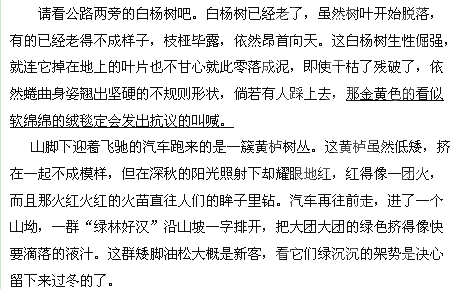 请看公路两旁的白杨树吧。白杨树已经老了，虽然树叶开始脱落，
有的已经老得不成样子，枝桠毕露，依然昂首向天。这白杨树生性倔强，
就连它掉在地上的叶片也不甘心就此零落成泥，即使干枯了残破了，依
然蜷曲身姿翘出坚硬的不规则形状，倘若有人踩上去，那金黄色的看似
软绵绵的绒毯定会发出抗议的叫喊。
山脚下迎着飞驰的汽车跑来的是一簇黄栌树丛。这黄栌虽然低矮，挤
在一起不成模样，但在深秋的阳光照射下却耀眼地红，红得像一团火，
而且那火红火红的火苗直往人们的眸子里钻。汽车再往前走，进了一个
山坳，一群“绿林好汉”沿山坡一字排开，把大团大团的绿色挤得像快
要滴落的液汁。这群矮脚油松大概是新客，看它们绿沉沉的架势是决心
留下来过冬的了。